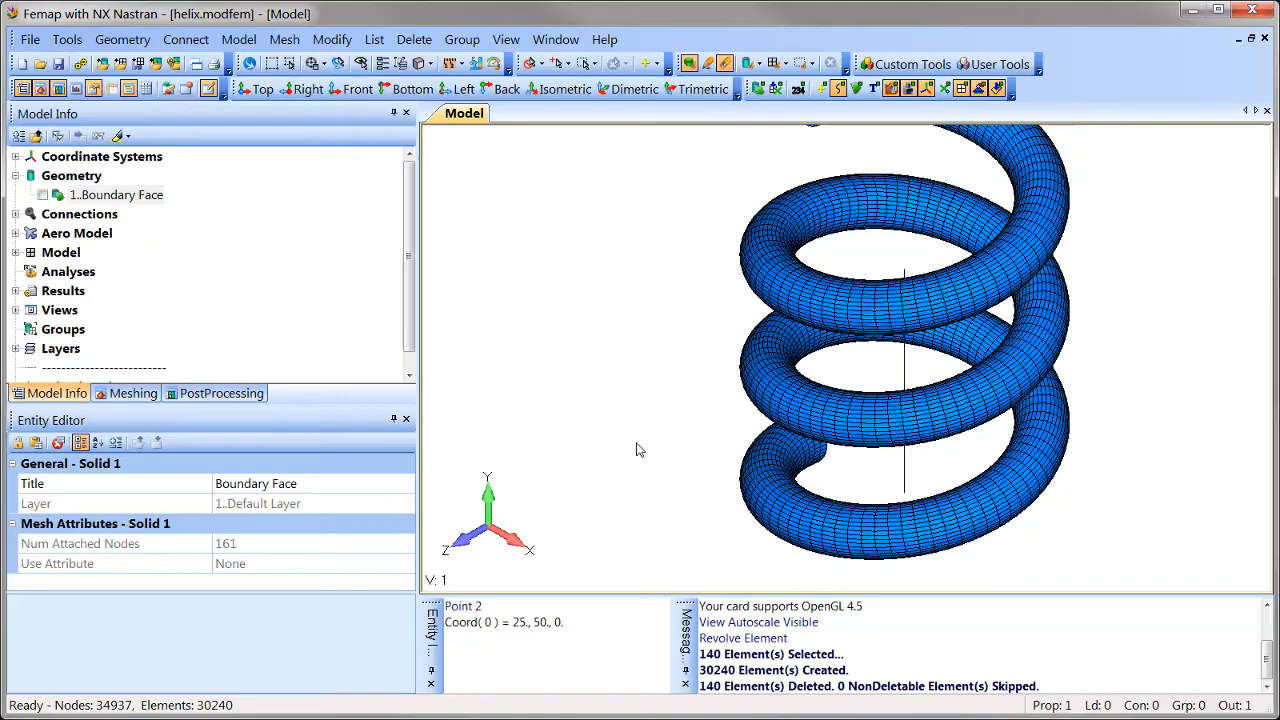 Femap with NX Nastran - [helix.modfem] - [Model]
File Tools Geometry Connect Model Mesh Modify List Delete Group View Window Help
Custom Tools User Tools
Top Right Front Bottom Left Back Isometric Dimetric Trimetric
Model Info
Model
Coordinate Systems
Geometry
1..Boundary Face
Connections
Aero Model
Model
Analyses
Results
Views
Groups
Layers
Model Info Meshing PostProcessing
Entity Editor
General - Solid 1
Title Boundary Face
Layer 1..Default Layer
Mesh Attributes - Solid 1
Num Attached Nodes 161
Use Attribute None
Y
Z
X
V: 1
Entity I...
Point 2
Coord( 0 ) = 25., 50., 0.
Messag...
Your card supports OpenGL 4.5
View Autoscale Visible
Revolve Element
140 Element(s) Selected...
30240 Element(s) Created.
140 Element(s) Deleted. 0 NonDeletable Element(s) Skipped.
Ready - Nodes: 34937, Elements: 30240
Prop: 1 Ld: 0 Con: 0 Grp: 0 Out: 1